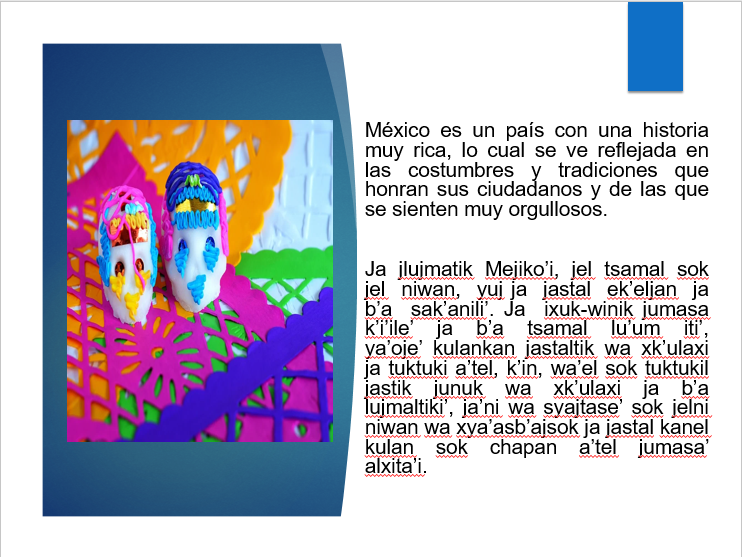 México es un país con una historia
muy rica, lo cual se ve reflejada en
las costumbres y tradiciones que
honran sus ciudadanos y de las que
se sienten muy orgullosos.
Ja jlujmatik Mejiko’i, jel tsamal sok
jel niwan, yuj ja jastal ek’eljan ja
b’a sak’anili’. Ja ixuk-winik jumasa
k’i’ile’ ja b’a tsamal lu’um iti’,
ya’oje’ kulankan jastaltik wa xk’ulaxi
ja tuktuki a’tel, k’in, wa’el sok tuktukil
jastik junuk wa xk’ulaxi ja b’a
lujmaltiki’, ja’ni wa syajtase’ sok jelni
niwan wa xya’asb’ajsok ja jastal kanel
kulan sok chapan a’tel jumasa’
alxita’i.